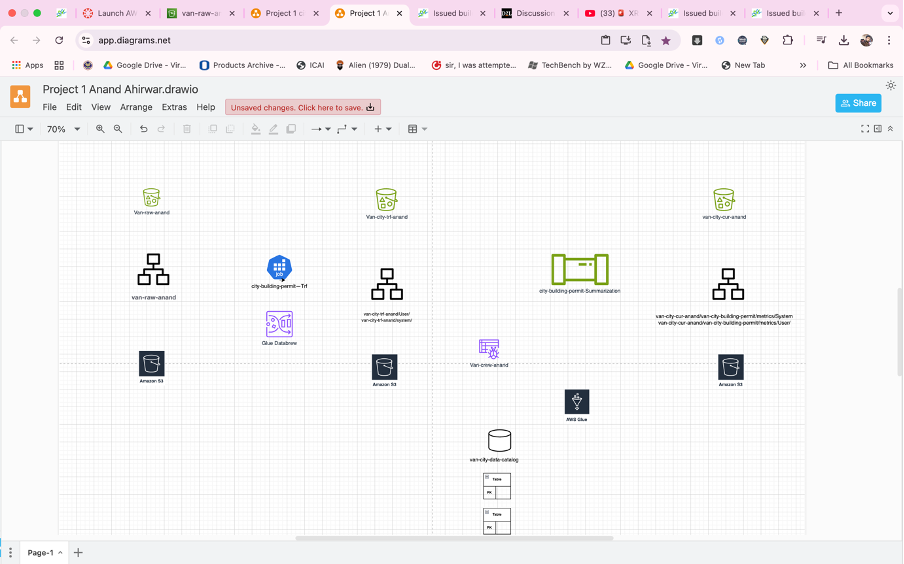 Launch AW
van-raw-a
Project 1 c
Project 1 A
Issued buil
DZL
Discussion
(33)
XR
Issued buil
Issued buil
app.diagrams.net
Apps
Google Drive - Vir...
Products Archive -...
ICAI
Alien (1979) Dual...
sir, i was attempte...
TechBench by WZ...
Google Drive - Vir...
New Tab
All Bookmarks
Project 1 Anand Ahirwar.drawio
File Edit View Arrange Extras Help
Unsaved changes. Click here to save.
Share
70%
Van-raw-anand
Van-city-trf-anand
van-city-cur-anand
job
city-building-permit—Trf
city-building-permit-Summarization
van-raw-anand
van-city-trf-anand/User/
van-city-trf-anand/system/
van-city-cur-anand/van-city-building-permit/metrics/System
van-city-cur-anand/van-city-building-permit/metrics/User/
Glue Databrew
Van-crew-anand
Amazon S3
Amazon S3
Amazon S3
AWS Glue
van-city-data-catalog
Table
PK
Table
PK
Page-1